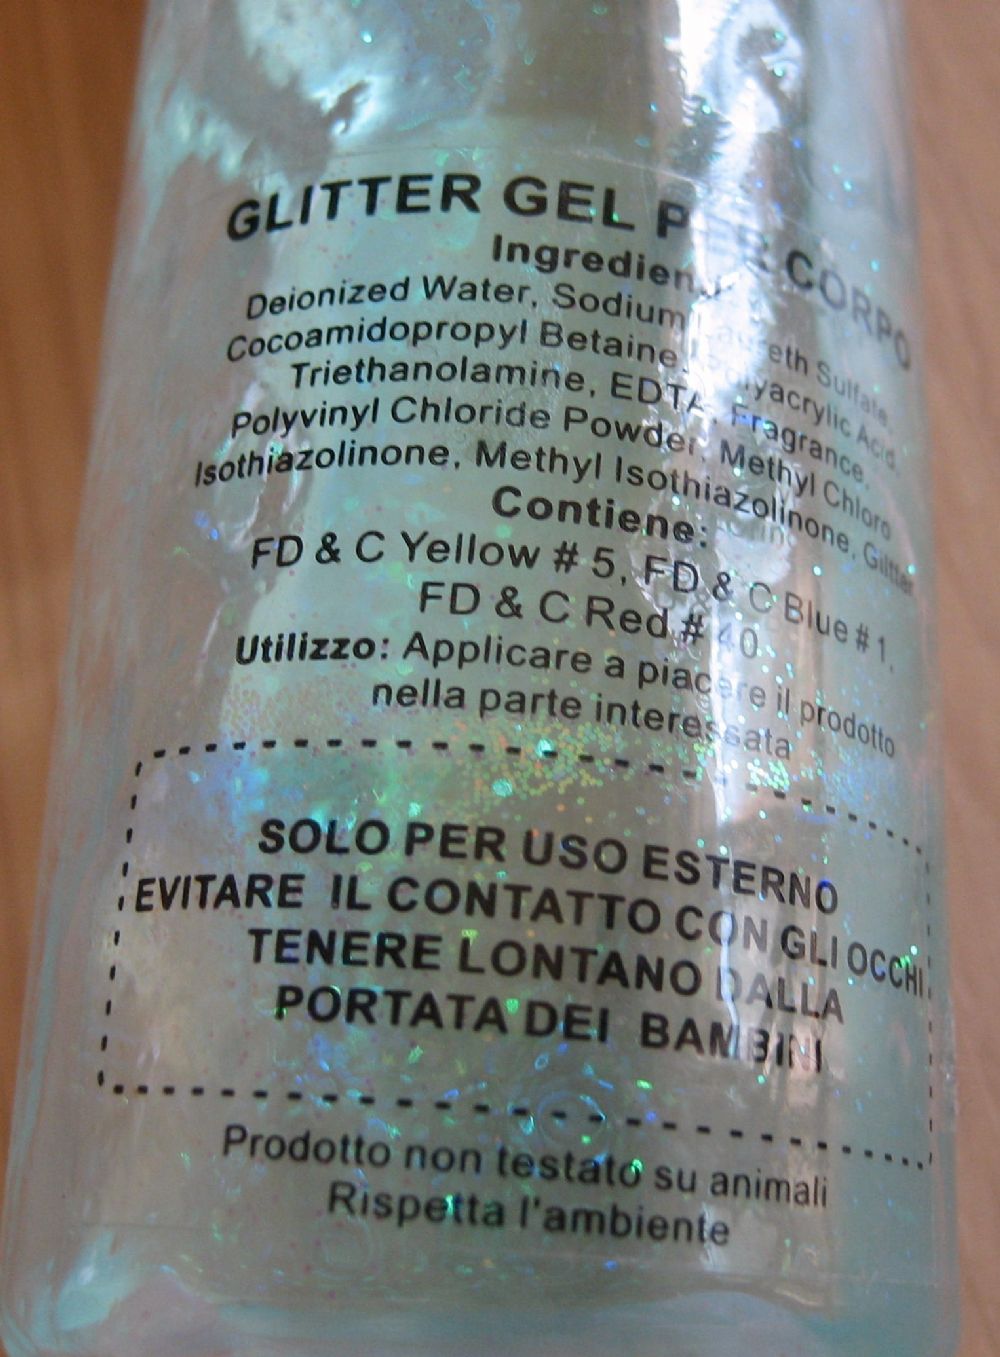 GLITTER GEL PER CORPO
Ingredienti:
Deionized Water, Sodium Laureth Sulfate,
Cocoamidopropyl Betaine, Polyacrylic Acid,
Triethanolamine, EDTA, Fragrance,
Polyvinyl Chloride Powder, Methyl Chloro
Isothiazolinone, Methyl Isothiazolinone, Glitter
Contiene:
FD & C Yellow # 5, FD & C Blue # 1,
FD & C Red # 40.
Utilizzo: Applicare a piacere il prodotto
nella parte interessata
SOLO PER USO ESTERNO
EVITARE IL CONTATTO CON GLI OCCHI
TENERE LONTANO DALLA
PORTATA DEI BAMBINI
Prodotto non testato su animali
Rispetta l'ambiente